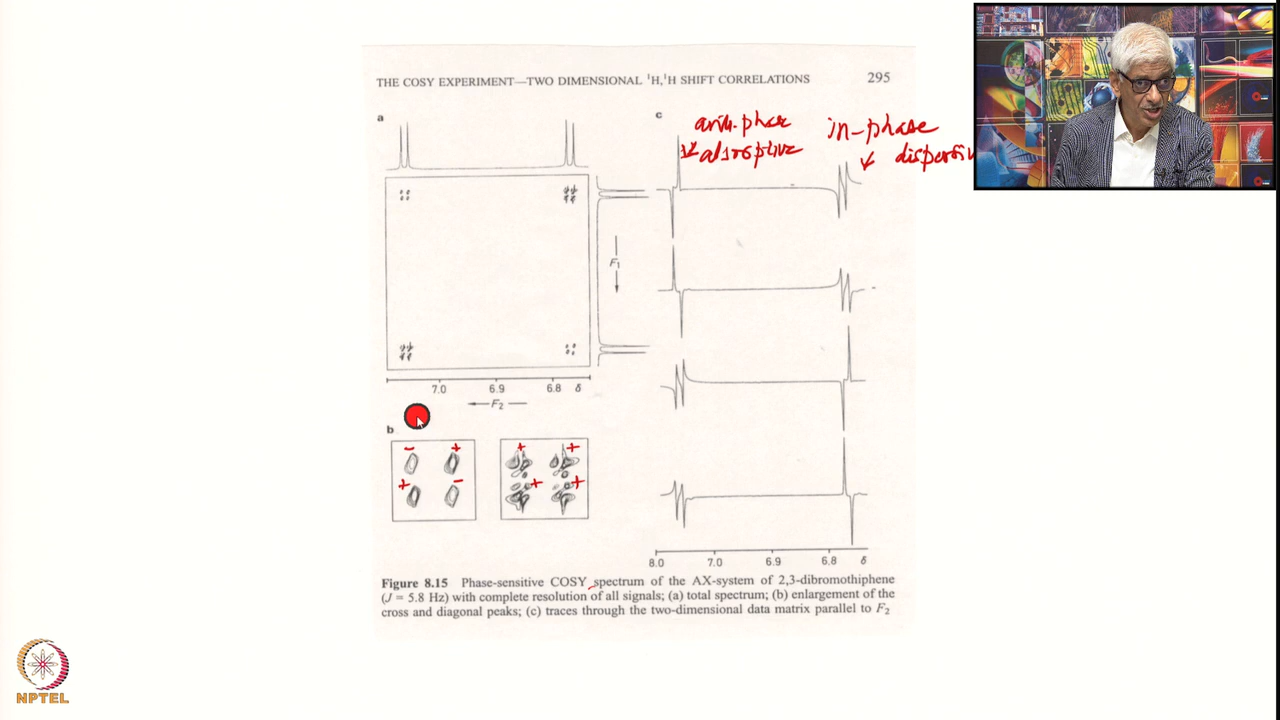 THE COSY EXPERIMENT—TWO DIMENSIONAL ¹H,¹H SHIFT CORRELATIONS 295
a
c
anti-phase
absorptive
in-phase
dispersiv
F₁
7.0 6.9 6.8 δ
F₂
b
- +
+ -
+ +
+ +
8.0 7.0 6.9 6.8 δ
Figure 8.15 Phase-sensitive COSY spectrum of the AX-system of 2,3-dibromothiphene
(J = 5.8 Hz) with complete resolution of all signals; (a) total spectrum; (b) enlargement of the
cross and diagonal peaks; (c) traces through the two-dimensional data matrix parallel to F₂
NPTEL